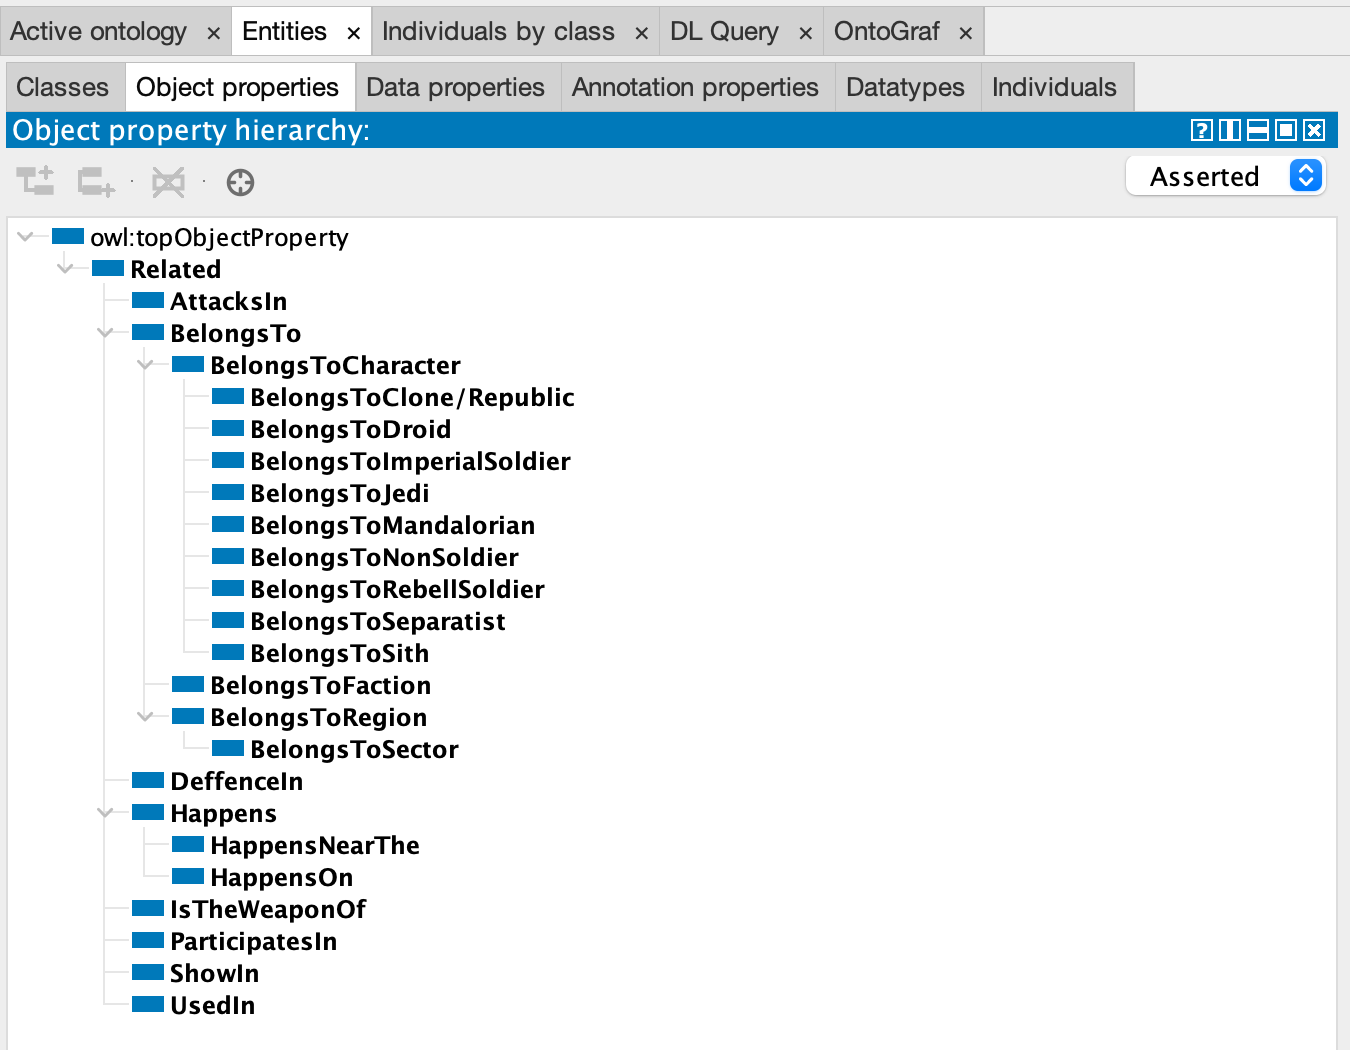 Active ontology × Entities × Individuals by class × DL Query × OntoGraf ×
Classes Object properties Data properties Annotation properties Datatypes Individuals
Object property hierarchy:
Asserted
owl:topObjectProperty
Related
AttacksIn
BelongsTo
BelongsToCharacter
BelongsToClone/Republic
BelongsToDroid
BelongsToImperialSoldier
BelongsToJedi
BelongsToMandalorian
BelongsToNonSoldier
BelongsToRebellSoldier
BelongsToSeparatist
BelongsToSith
BelongsToFaction
BelongsToRegion
BelongsToSector
DeffenceIn
Happens
HappensNearThe
HappensOn
IsTheWeaponOf
ParticipatesIn
ShowIn
UsedIn